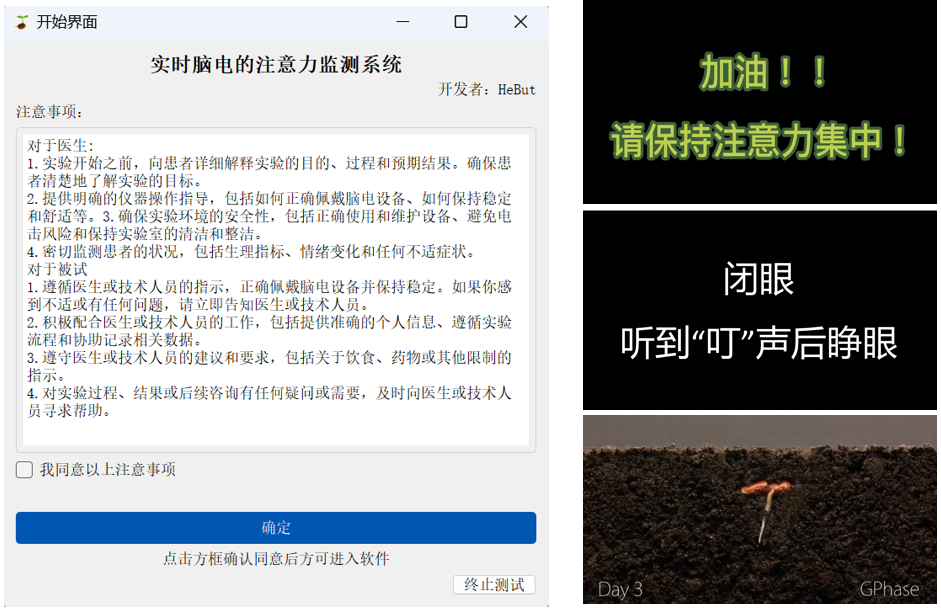 开始界面
实时脑电的注意力监测系统
开发者：HeBut
注意事项：
对于医生：
1.实验开始之前，向患者详细解释实验的目的、过程和预期结果。确保患
者清楚地了解实验的目标。
2.提供明确的仪器操作指导，包括如何正确佩戴脑电设备、如何保持稳定
和舒适等。3.确保实验环境的安全性，包括正确使用和维护设备、避免电
击风险和保持实验室的清洁和整洁。
4.密切监测患者的状况，包括生理指标、情绪变化和任何不适症状。
对于被试
1.遵循医生或技术人员的指示，正确佩戴脑电设备并保持稳定。如果你感
到不适或有任何问题，请立即告知医生或技术人员。
2.积极配合医生或技术人员的工作，包括提供准确的个人信息、遵循实验
流程和协助记录相关数据。
3.遵守医生或技术人员的建议和要求，包括关于饮食、药物或其他限制的
指示。
4.对实验过程、结果或后续咨询有任何疑问或需要，及时向医生或技术人
员寻求帮助。
我同意以上注意事项
确定
点击方框确认同意后方可进入软件
终止测试
加油！！
请保持注意力集中！
闭眼
听到“叮”声后睁眼
Day 3
GPhase